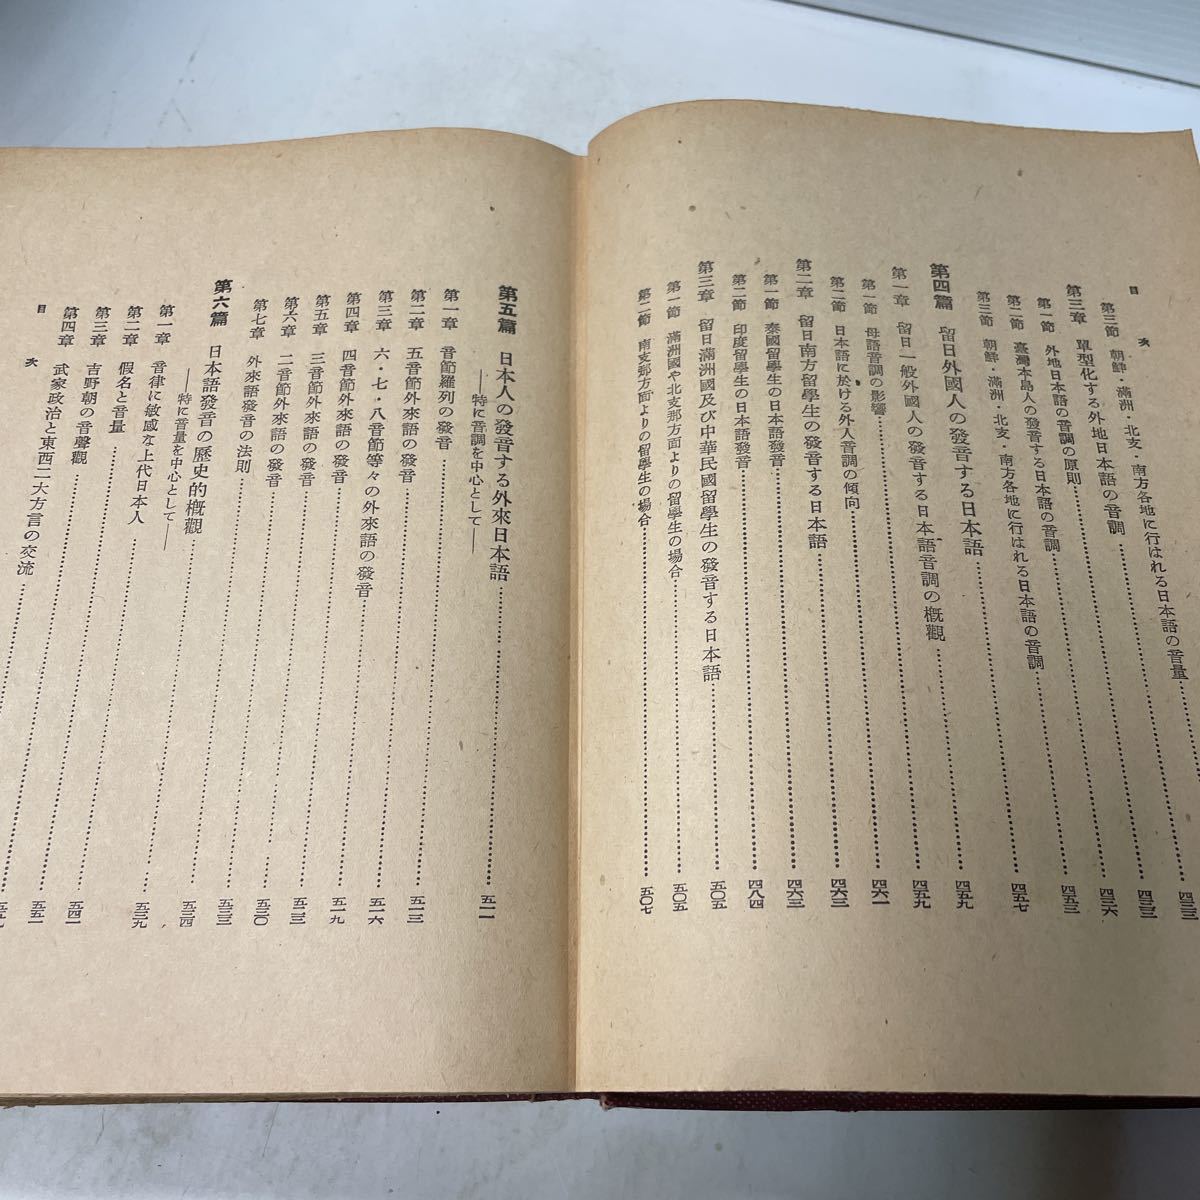 目　次
第三節　朝鮮・滿洲・北支・南方各地に行はれる日本語の音量
第三章　單型化する外地日本語の音調
第一節　外地日本語の音調の原則
第二節　臺灣本島人の發音する日本語の音調
第三節　朝鮮・滿洲・北支・南方各地に行はれる日本語の音調……四五七
第四篇　留日外國人の發音する日本語……四五九
第一章　留日一般外國人の發音する日本語音調の概觀……四五九
第一節　母語音調の影響……四六一
第二節　日本語に於ける外人音調の傾向……四六三
第二章　留日南方留學生の發音する日本語……四六三
第一節　泰國留學生の日本語發音
第二節　印度留學生の日本語發音……四八四
第三章　留日滿洲國及び中華民國留學生の發音する日本語……五〇五
第一節　滿洲國や北支那方面よりの留學生の場合……五〇五
第二節　南支那方面よりの留學生の場合……五〇七
第五篇　日本人の發音する外來日本語……五一一
――特に音調を中心として――
第一章　音節羅列の發音
第二章　五音節外來語の發音……五一三
第三章　六・七・八音節等々の外來語の發音……五一六
第四章　四音節外來語の發音……五一九
第五章　三音節外來語の發音
第六章　二音節外來語の發音……五三〇
第七章　外來語發音の法則……五三三
第六篇　日本語發音の歷史的概觀……五三四
――特に音量を中心として――
第一章　音律に敏感な上代日本人……五三九
第二章　假名と音量
第三章　吉野朝の音聲觀……五四一
第四章　武家政治と東西二大方言の交流……五五一
目　次